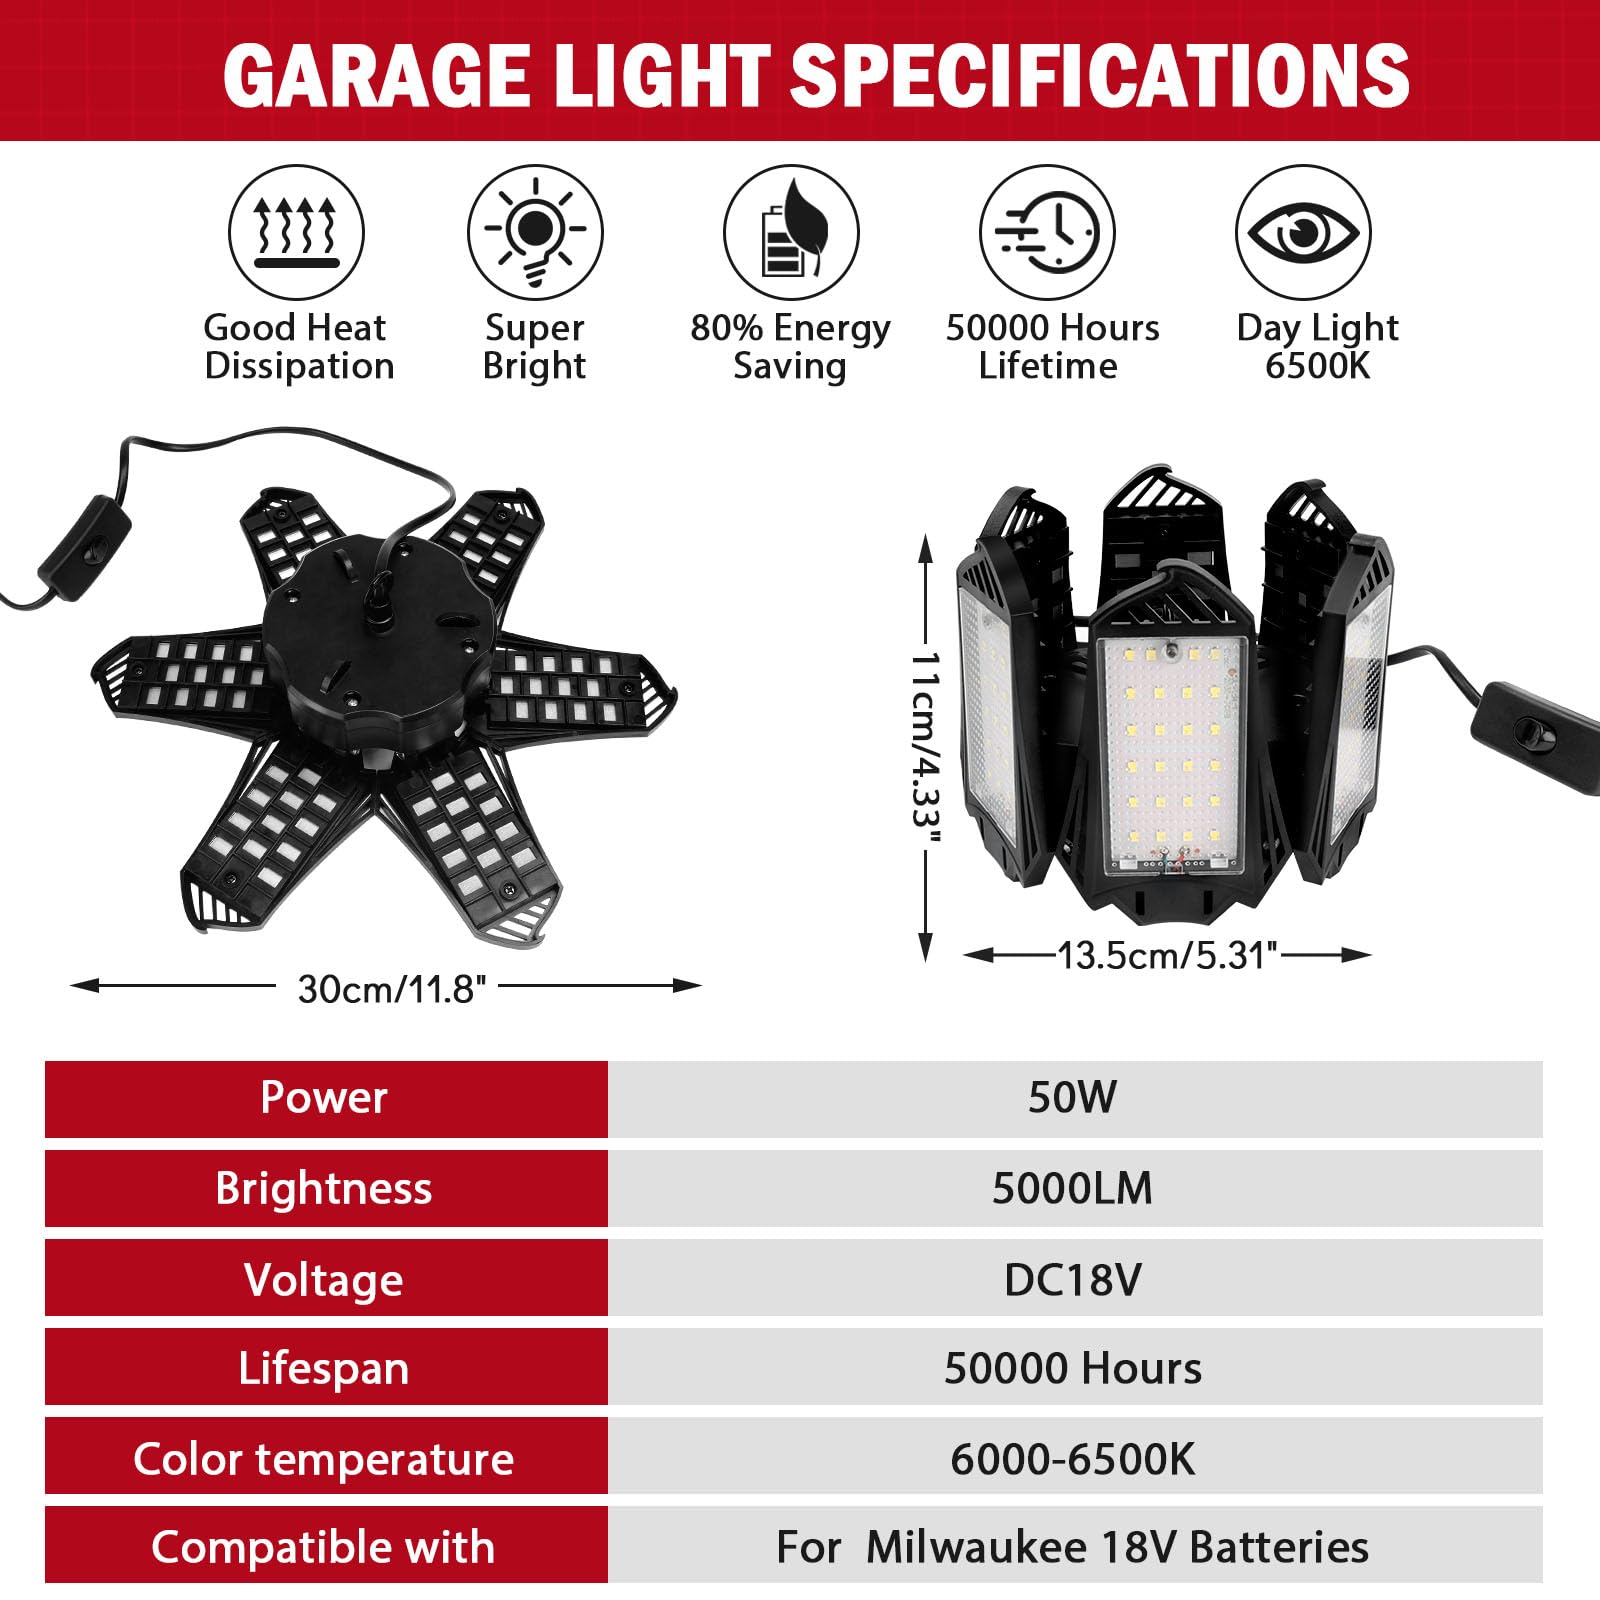 GARAGE LIGHT SPECIFICATIONS
Good Heat
Dissipation
Super
Bright
80% Energy
Saving
50000 Hours
Lifetime
Day Light
6500K
30cm/11.8"
11cm/4.33"
13.5cm/5.31"
Power
50W
Brightness
5000LM
Voltage
DC18V
Lifespan
50000 Hours
Color temperature
6000-6500K
Compatible with
For Milwaukee 18V Batteries